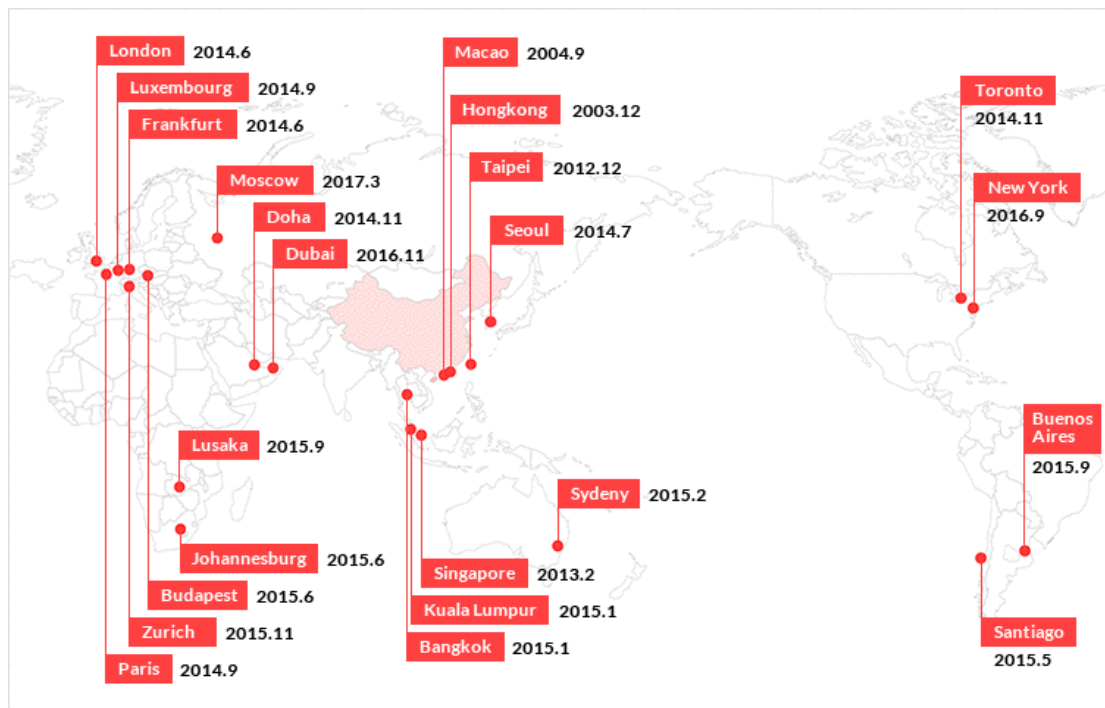 London 2014.6
Luxembourg 2014.9
Frankfurt 2014.6
Moscow 2017.3
Doha 2014.11
Dubai 2016.11
Macao 2004.9
Hongkong 2003.12
Taipei 2012.12
Seoul 2014.7
Toronto
2014.11
New York
2016.9
Lusaka 2015.9
Johannesburg 2015.6
Budapest 2015.6
Zurich 2015.11
Paris 2014.9
Sydeny 2015.2
Singapore 2013.2
Kuala Lumpur 2015.1
Bangkok 2015.1
Buenos
Aires
2015.9
Santiago
2015.5